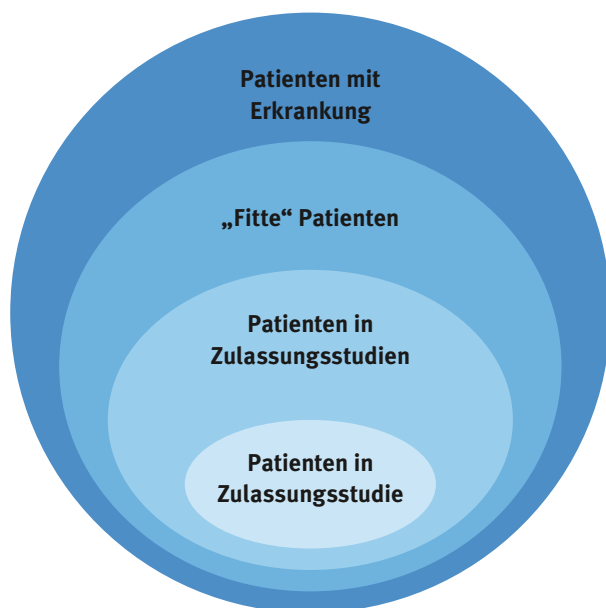 Patienten mit
Erkrankung
„Fitte“ Patienten
Patienten in
Zulassungsstudien
Patienten in
Zulassungsstudie